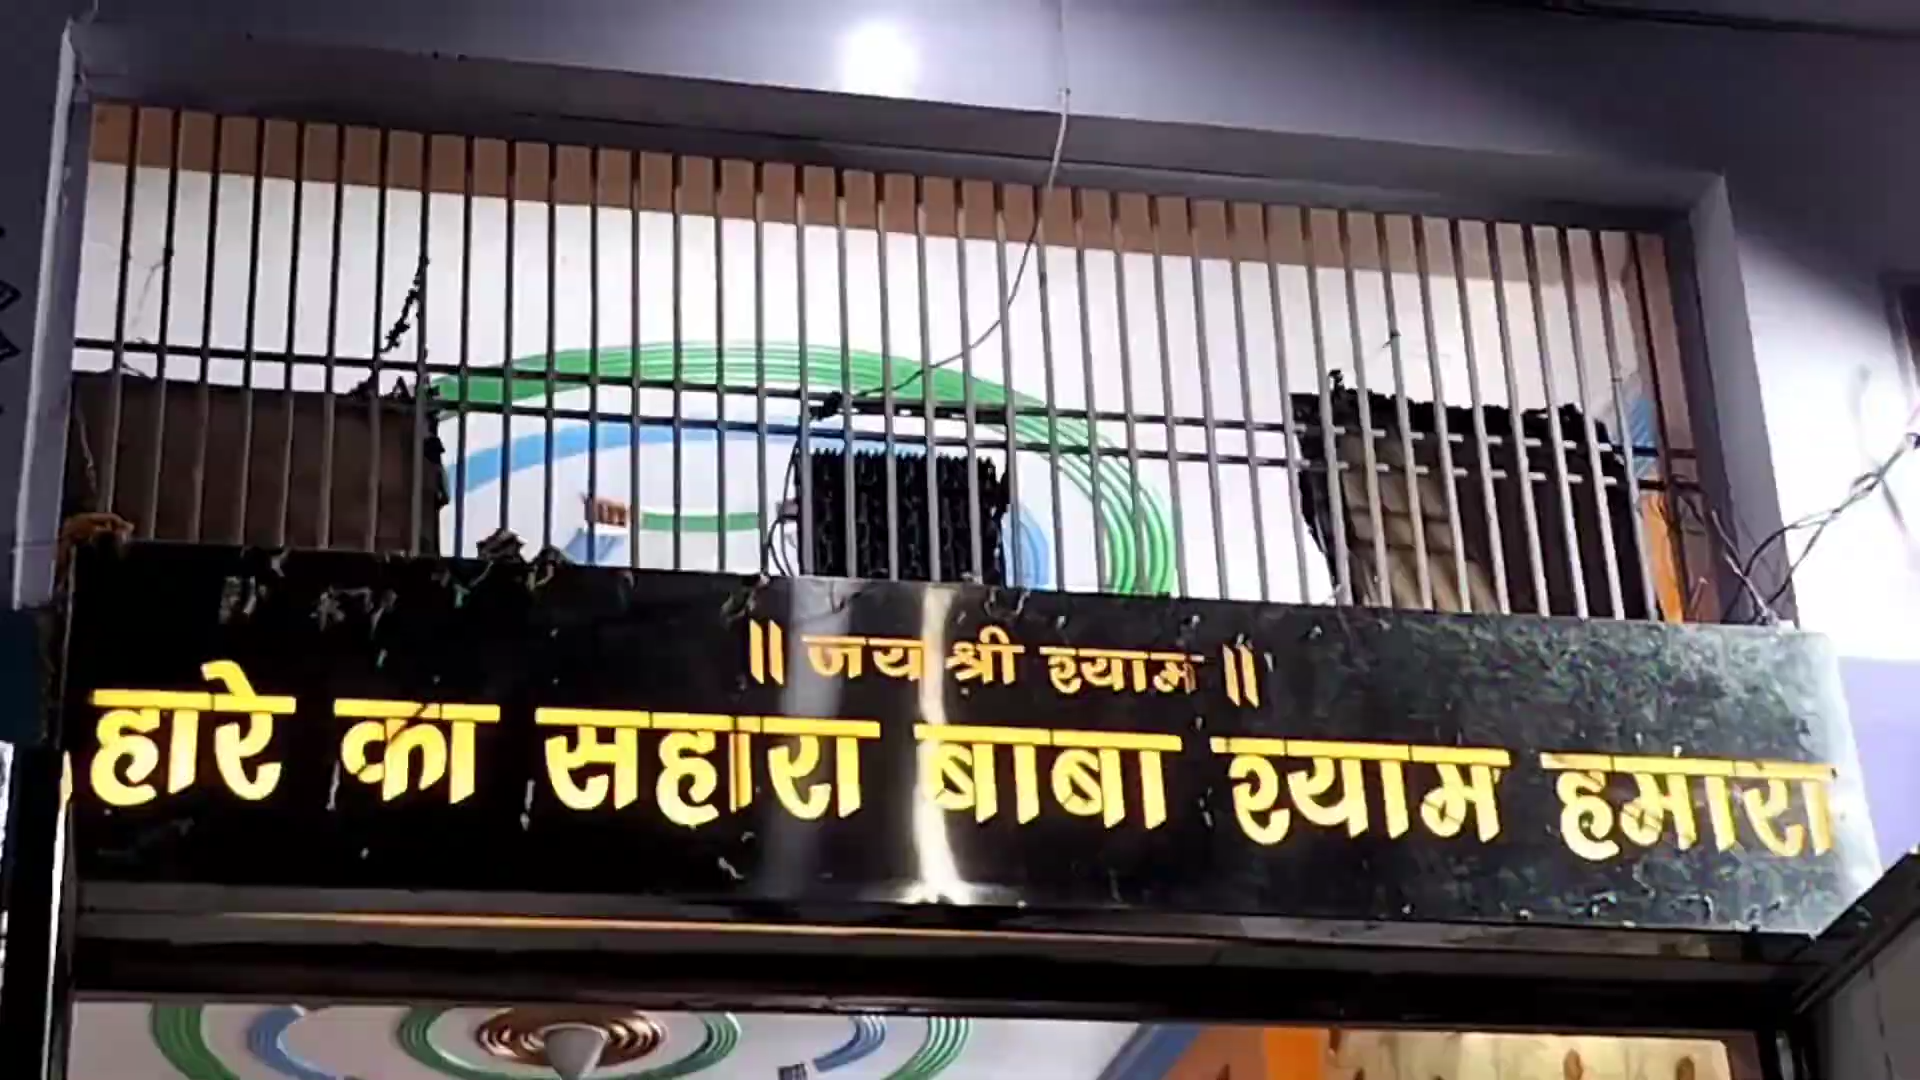 ॥ जय श्री श्याम ॥
हारे का सहारा बाबा श्याम हमारा